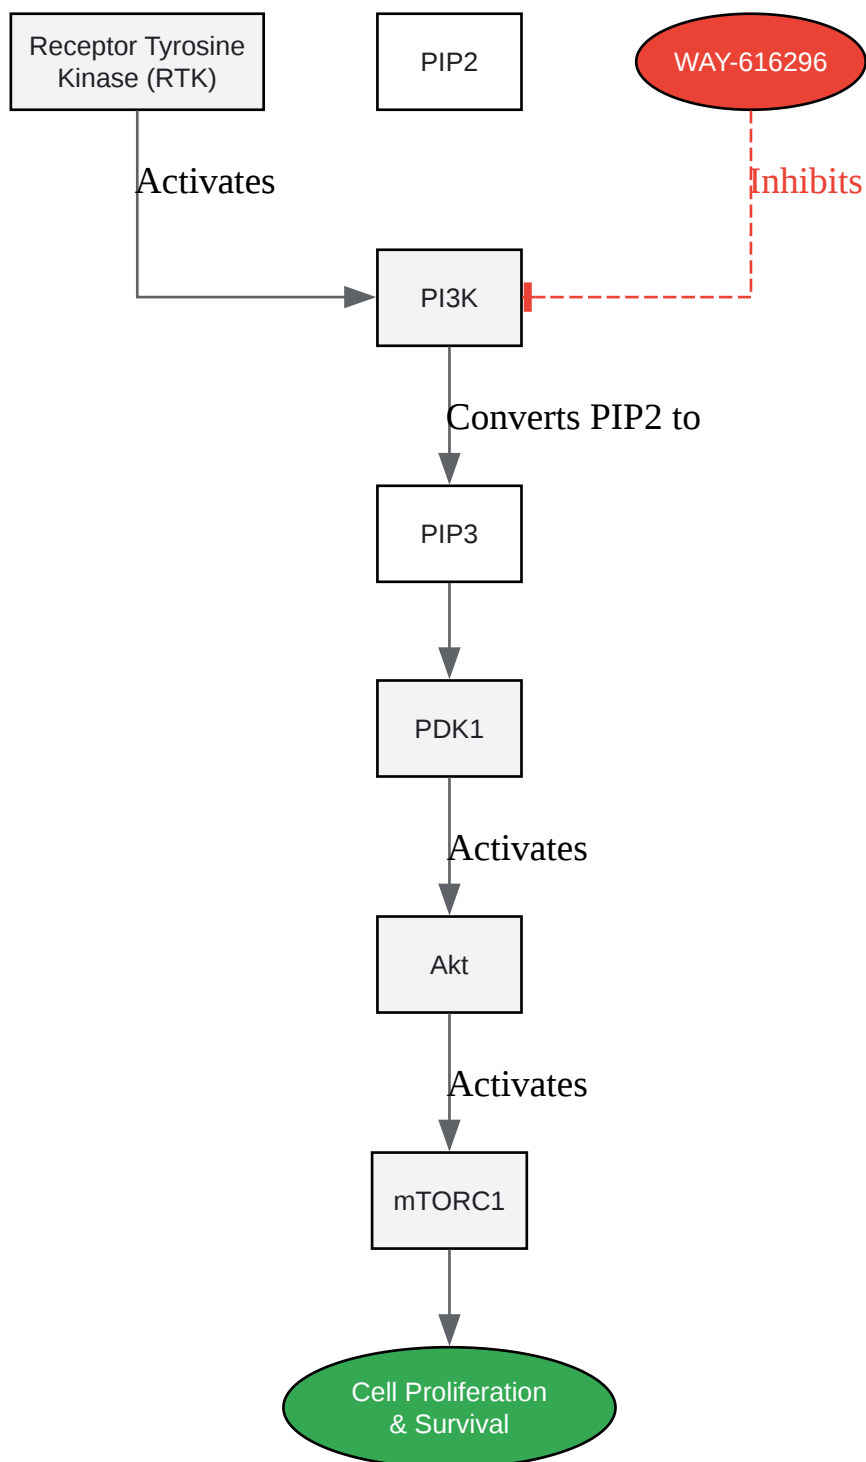 Receptor Tyrosine
Kinase (RTK)
PIP2
WAY-616296
Activates
Inhibits
PI3K
Converts PIP2 to
PIP3
PDK1
Activates
Akt
Activates
mTORC1
Cell Proliferation
& Survival